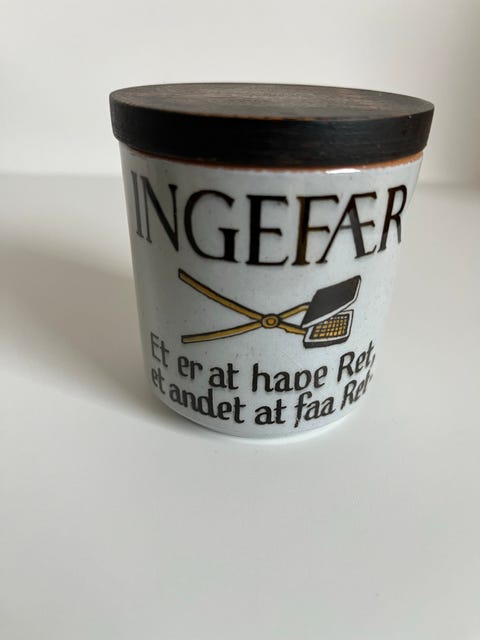 INGEFÆR
Et er at have Ret,
et andet at faa Ret.